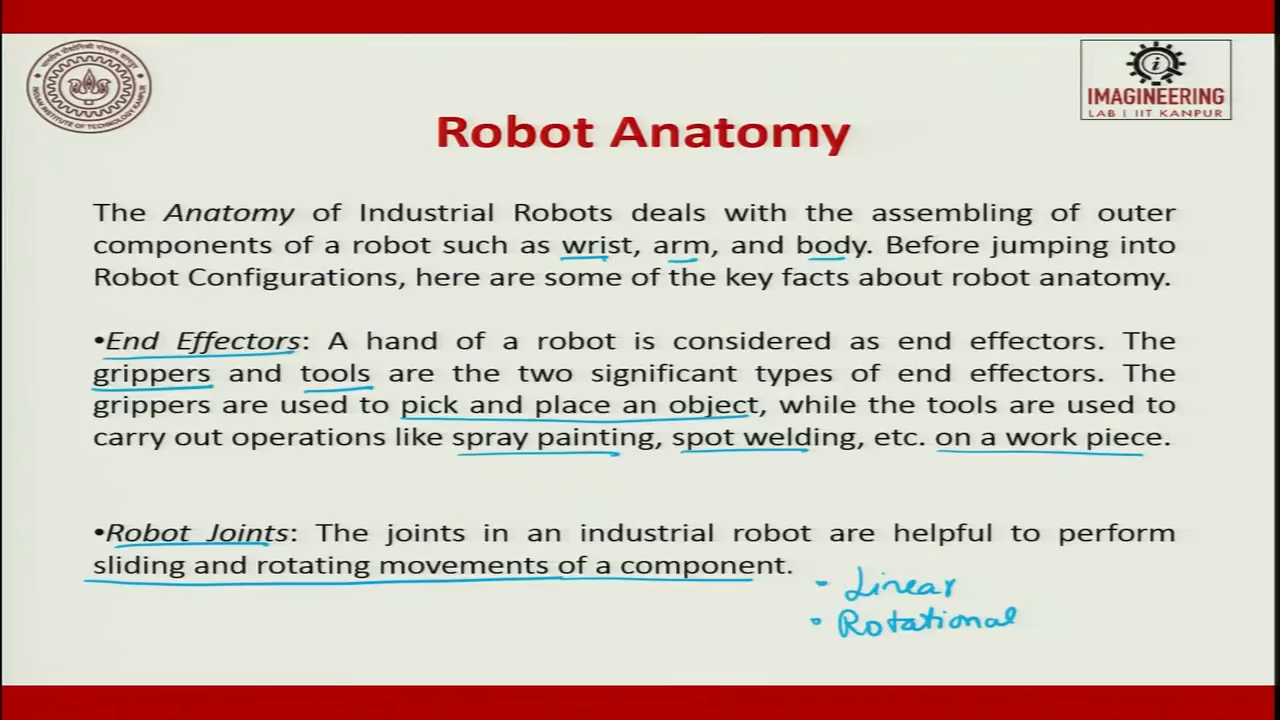 INDIAN INSTITUTE OF TECHNOLOGY KANPUR
IMAGINEERING
LAB | IIT KANPUR
Robot Anatomy
The Anatomy of Industrial Robots deals with the assembling of outer
components of a robot such as wrist, arm, and body. Before jumping into
Robot Configurations, here are some of the key facts about robot anatomy.
•End Effectors: A hand of a robot is considered as end effectors. The
grippers and tools are the two significant types of end effectors. The
grippers are used to pick and place an object, while the tools are used to
carry out operations like spray painting, spot welding, etc. on a work piece.
•Robot Joints: The joints in an industrial robot are helpful to perform
sliding and rotating movements of a component.
• Linear
• Rotational